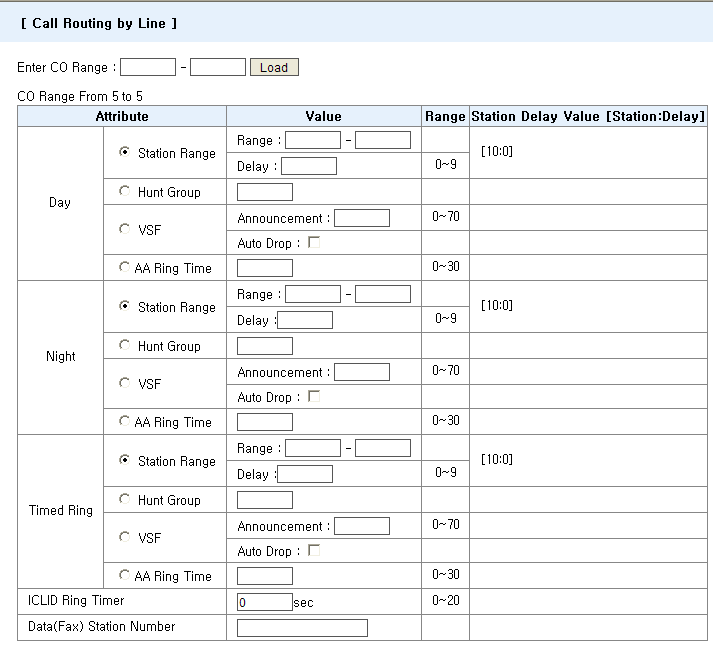 [ Call Routing by Line ]
Enter CO Range : - Load
CO Range From 5 to 5
Attribute Value Range Station Delay Value [Station:Delay]
Day
Station Range
Range : -
[10:0]
Delay : 0~9
Hunt Group
VSF
Announcement : 0~70
Auto Drop :
AA Ring Time 0~30
Night
Station Range
Range : -
[10:0]
Delay : 0~9
Hunt Group
VSF
Announcement : 0~70
Auto Drop :
AA Ring Time 0~30
Timed Ring
Station Range
Range : -
[10:0]
Delay : 0~9
Hunt Group
VSF
Announcement : 0~70
Auto Drop :
AA Ring Time 0~30
ICLID Ring Timer 0 sec 0~20
Data(Fax) Station Number